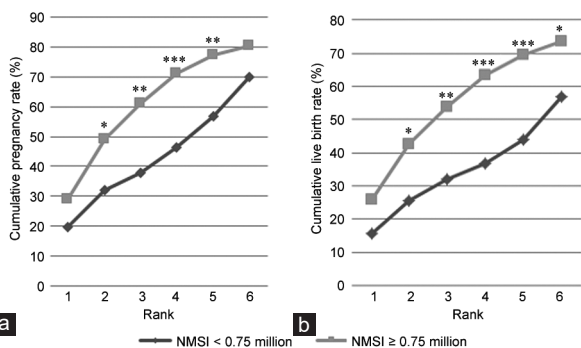 90
80
70
60
50
40
30
20
10
0
Cumulative pregnancy rate (%)
* ** *** **
1 2 3 4 5 6
Rank
a
80
70
60
50
40
30
20
10
0
Cumulative live birth rate (%)
* ** *** *** *
1 2 3 4 5 6
Rank
b
NMSI < 0.75 million NMSI ≥ 0.75 million